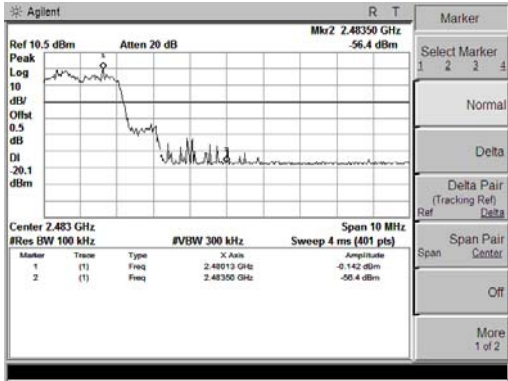 Agilent
R T
Marker
Mkr2 2.48350 GHz
Ref 10.5 dBm Atten 20 dB -56.4 dBm
Peak
Log
10
dB/
Offst
0.5
dB
DI
-20.1
dBm
Center 2.483 GHz Span 10 MHz
#Res BW 100 kHz #VBW 300 kHz Sweep 4 ms (401 pts)
Marker Trace Type X Axis Amplitude
1 (1) Freq 2.48013 GHz -0.142 dBm
2 (1) Freq 2.48350 GHz -56.4 dBm
Select Marker
1 2 3 4
Normal
Delta
Delta Pair
(Tracking Ref)
Ref Delta
Span Pair
Span Center
Off
More
1 of 2